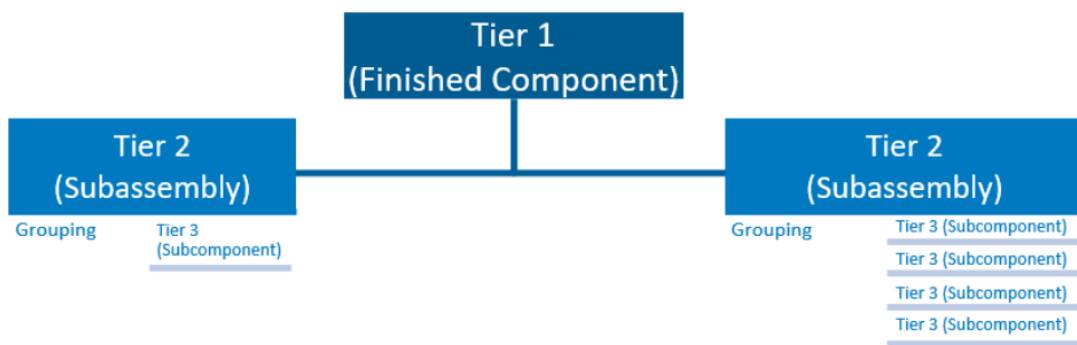 Tier 1
(Finished Component)
Tier 2
(Subassembly)
Grouping
Tier 3
(Subcomponent)
Tier 2
(Subassembly)
Grouping
Tier 3 (Subcomponent)
Tier 3 (Subcomponent)
Tier 3 (Subcomponent)
Tier 3 (Subcomponent)